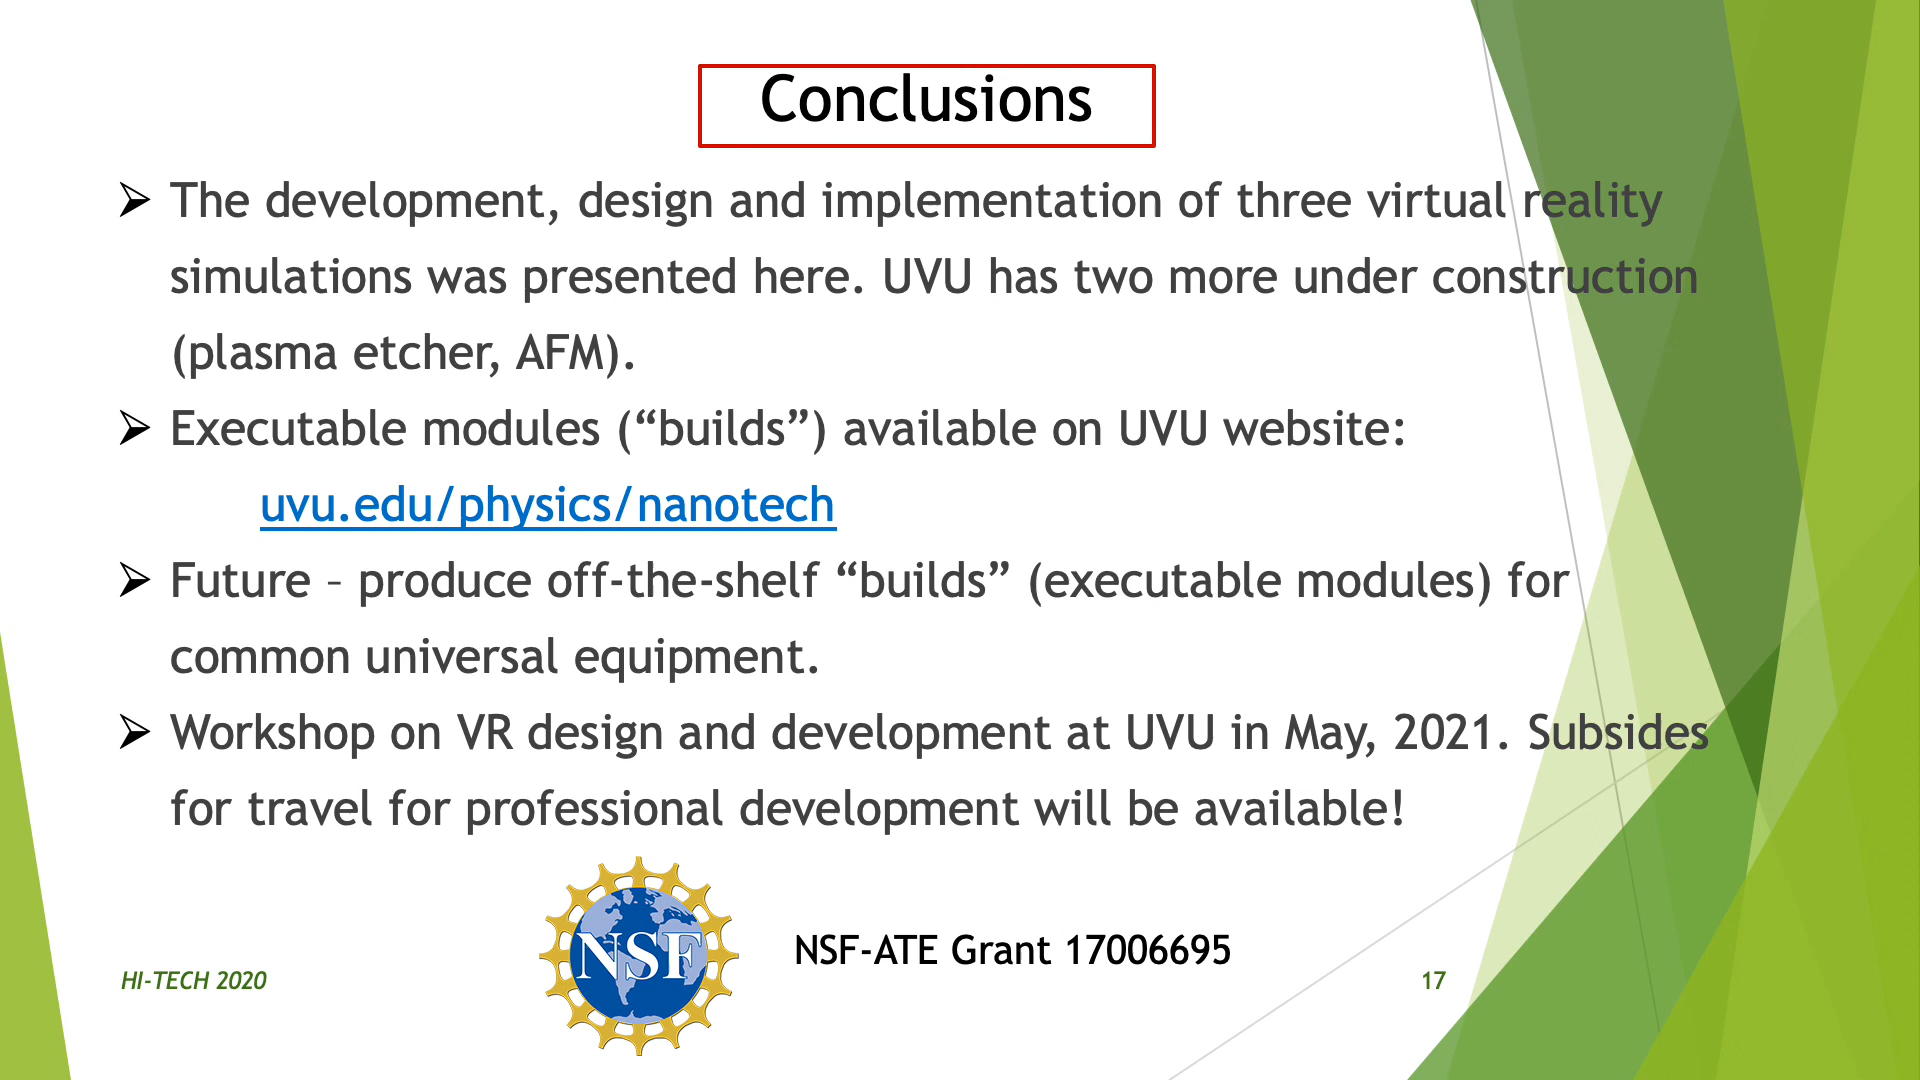 Conclusions
➢ The development, design and implementation of three virtual reality
simulations was presented here. UVU has two more under construction
(plasma etcher, AFM).
➢ Executable modules (“builds”) available on UVU website:
uvu.edu/physics/nanotech
➢ Future – produce off-the-shelf “builds” (executable modules) for
common universal equipment.
➢ Workshop on VR design and development at UVU in May, 2021. Subsides
for travel for professional development will be available!
NSF
NSF-ATE Grant 17006695
HI-TECH 2020
17